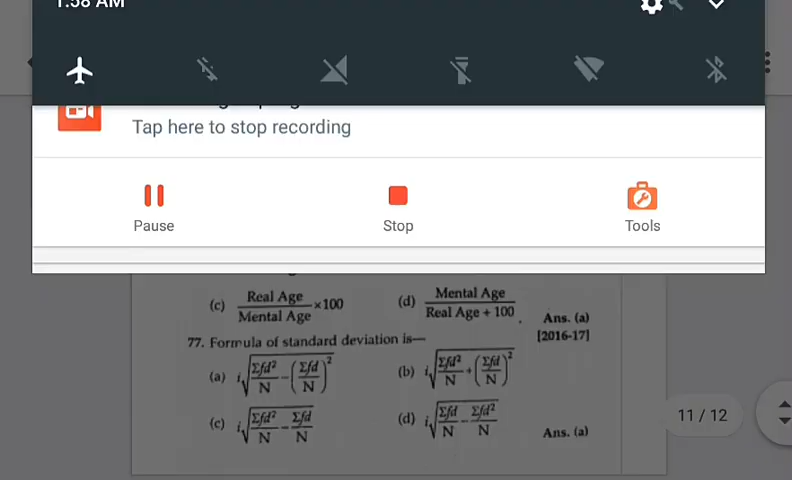 1:58 AM
Tap here to stop recording
Pause
Stop
Tools
(c) Real Age / Mental Age ×100
(d) Mental Age / Real Age + 100
Ans. (a)
77. Formula of standard deviation is—
[2016-17]
(a) i√Σfd²/N − (Σfd/N)²
(b) i√Σfd²/N + (Σfd/N)²
(c) i√Σfd²/N − Σfd/N
(d) i√Σfd/N − Σfd²/N
Ans. (a)
11 / 12